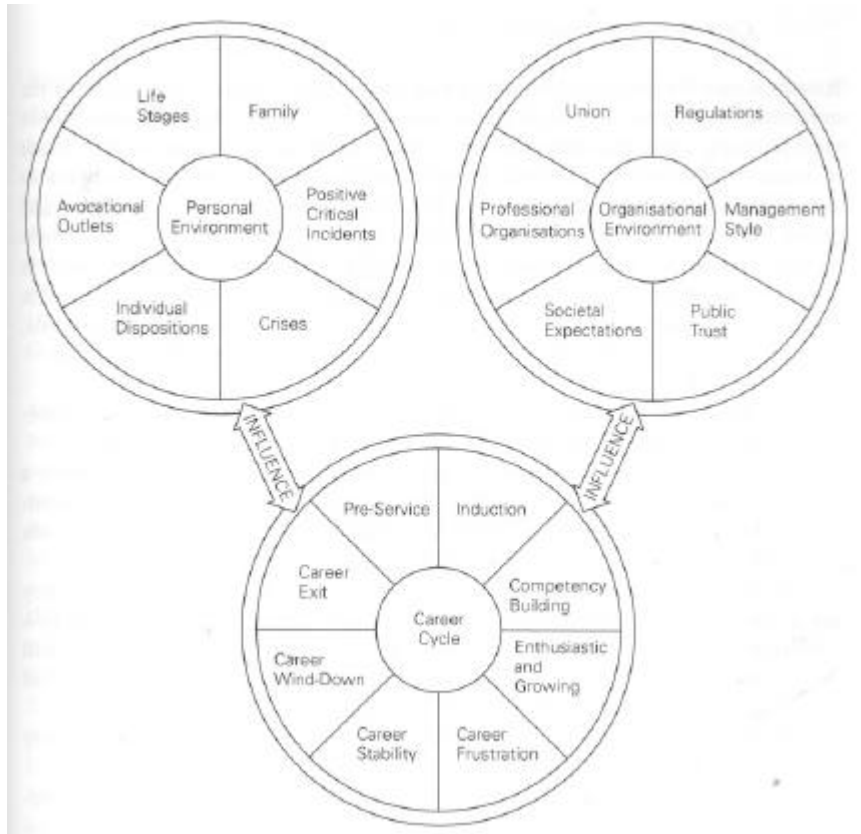 Life
Stages
Family
Avocational
Outlets
Personal
Environment
Positive
Critical
Incidents
Individual
Dispositions
Crises
Union
Regulations
Professional
Organisations
Organisational
Environment
Management
Style
Societal
Expectations
Public
Trust
INFLUENCE
INFLUENCE
Pre-Service
Induction
Career
Exit
Competency
Building
Career
Cycle
Career
Wind-Down
Enthusiastic
and
Growing
Career
Stability
Career
Frustration